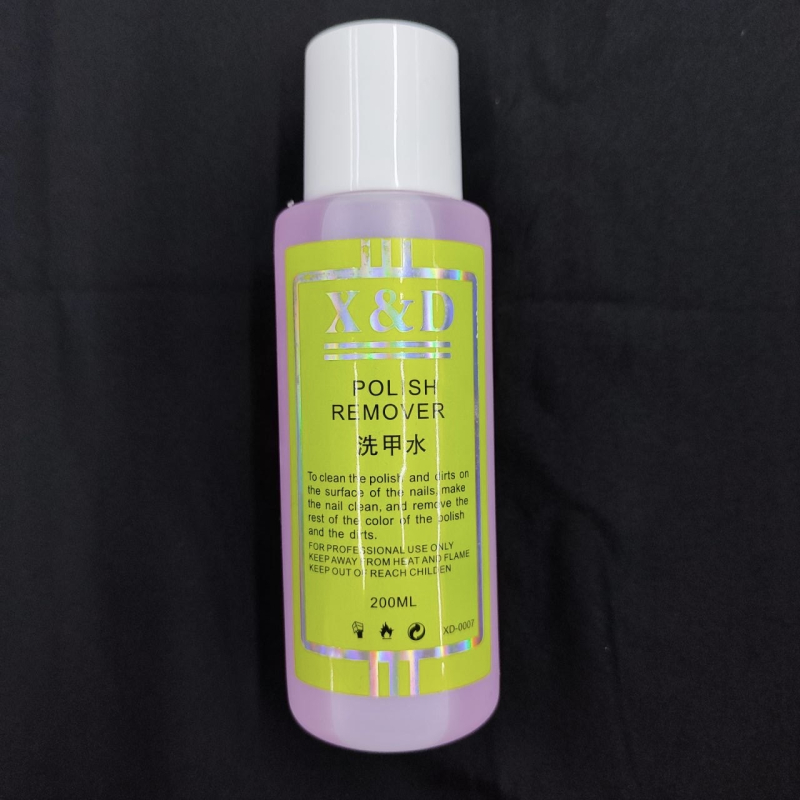 X&D
POLISH
REMOVER
洗甲水
To clean the polish and dirts on
the surface of the nails, make
the nail clean, and remove the
rest of the color of the polish
and the dirts.
FOR PROFESSIONAL USE ONLY
KEEP AWAY FROM HEAT AND FLAME
KEEP OUT OF REACH CHILDEN
200ML
XD-0007